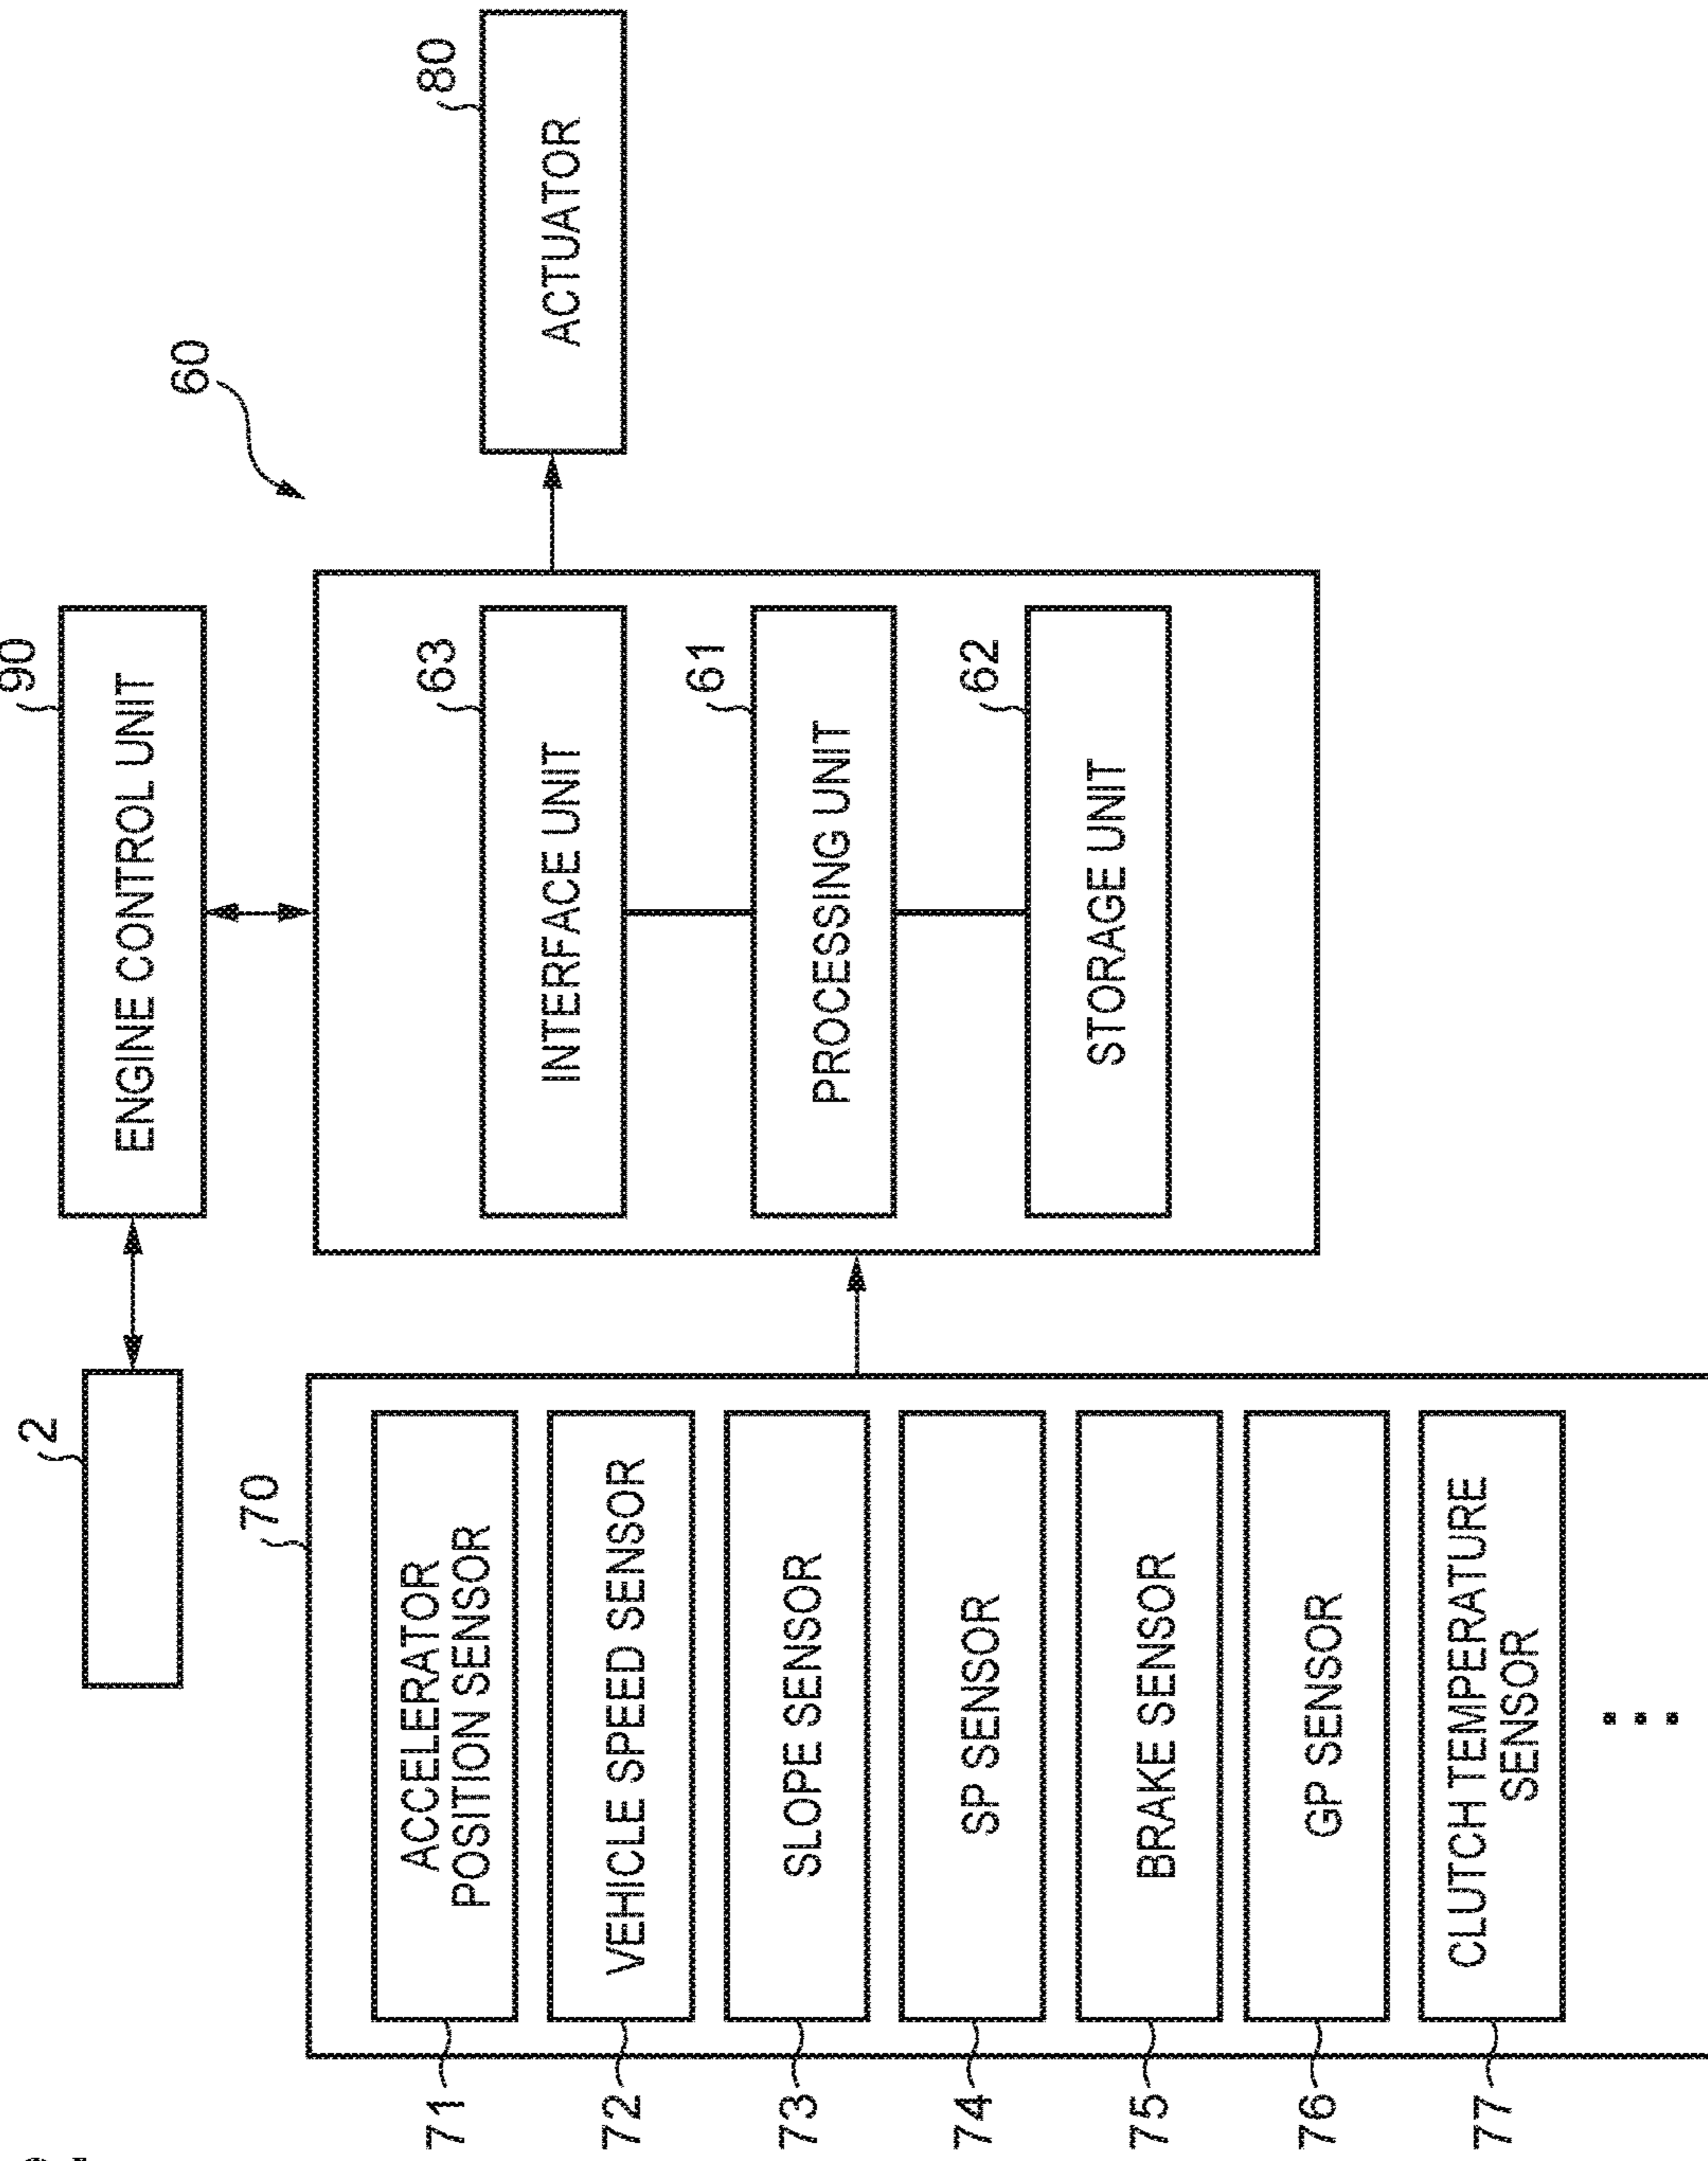 2
90
ENGINE CONTROL UNIT
60
70
71
ACCELERATOR
POSITION SENSOR
72
VEHICLE SPEED SENSOR
73
SLOPE SENSOR
74
SP SENSOR
75
BRAKE SENSOR
76
GP SENSOR
77
CLUTCH TEMPERATURE
SENSOR
63
INTERFACE UNIT
61
PROCESSING UNIT
62
STORAGE UNIT
80
ACTUATOR